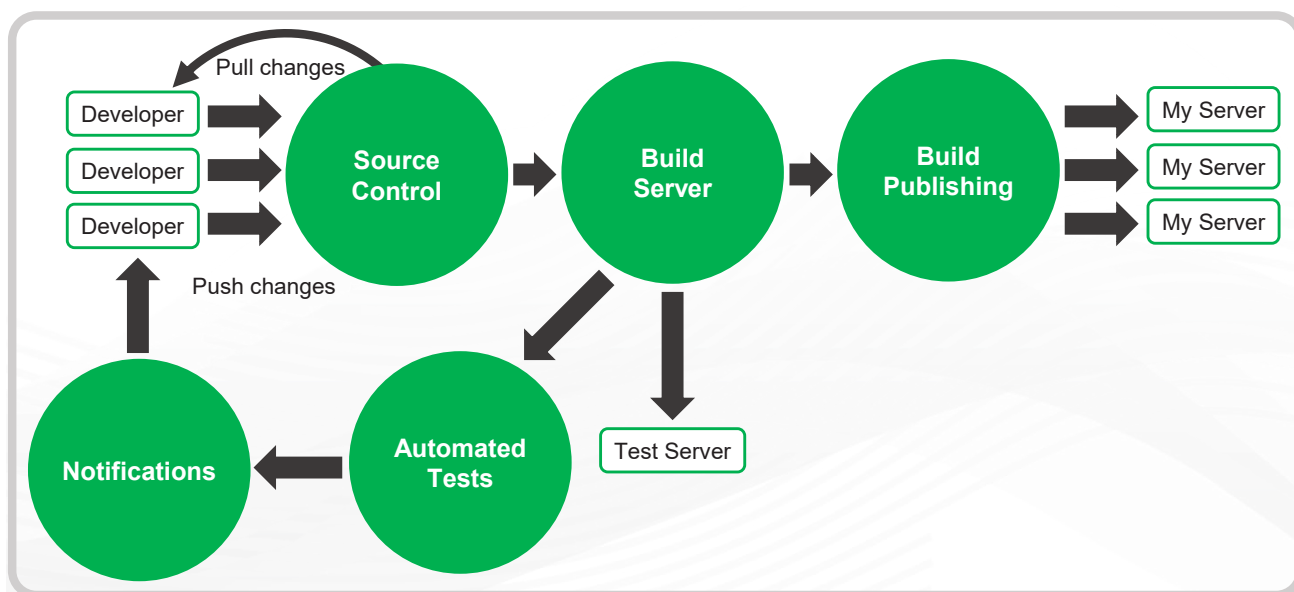 Pull changes
Developer
Developer
Developer
Push changes
Source
Control
Build
Server
Build
Publishing
My Server
My Server
My Server
Notifications
Automated
Tests
Test Server